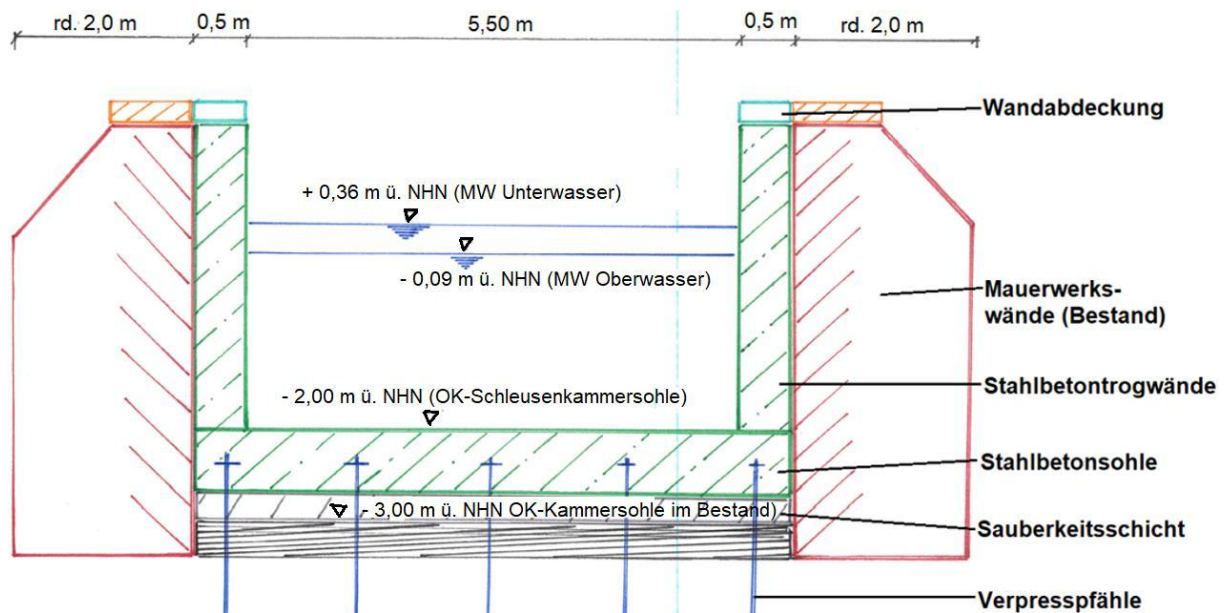 rd. 2,0 m 0,5 m 5,50 m 0,5 m rd. 2,0 m
Wandabdeckung
+ 0,36 m ü. NHN (MW Unterwasser)
- 0,09 m ü. NHN (MW Oberwasser)
Mauerwerks-
wände (Bestand)
- 2,00 m ü. NHN (OK-Schleusenkammersohle)
Stahlbetontrogwände
Stahlbetonsohle
- 3,00 m ü. NHN OK-Kammersohle im Bestand)
Sauberkeitsschicht
Verpresspfähle